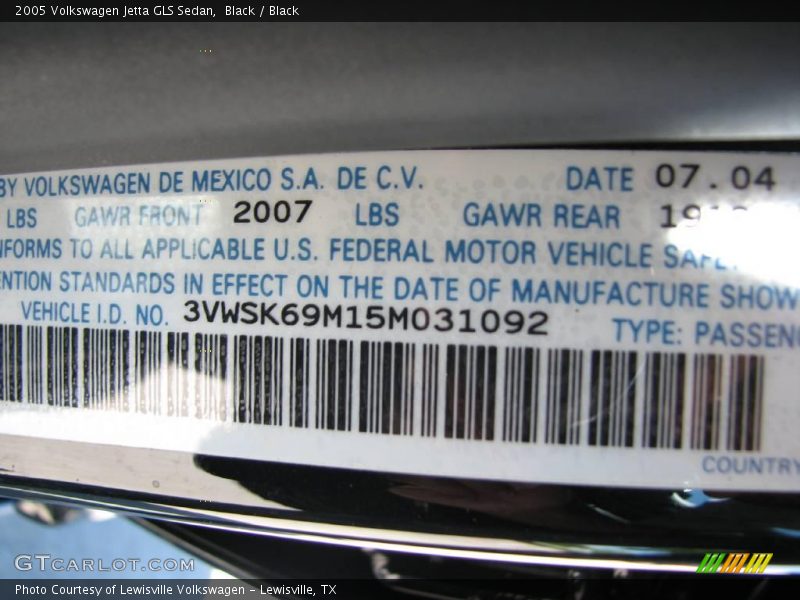 2005 Volkswagen Jetta GLS Sedan, Black / Black
BY VOLKSWAGEN DE MEXICO S.A. DE C.V. DATE 07.04
LBS GAWR FRONT 2007 LBS GAWR REAR
TO ALL APPLICABLE U.S. FEDERAL MOTOR VEHICLE
STANDARDS IN EFFECT ON THE DATE OF MANUFACTURE SHOW
VEHICLE I.D. NO. 3VWSK69M15M031092 TYPE: PASSEN
COUNTRY
GTCARLOT.COM
Photo Courtesy of Lewisville Volkswagen - Lewisville, TX